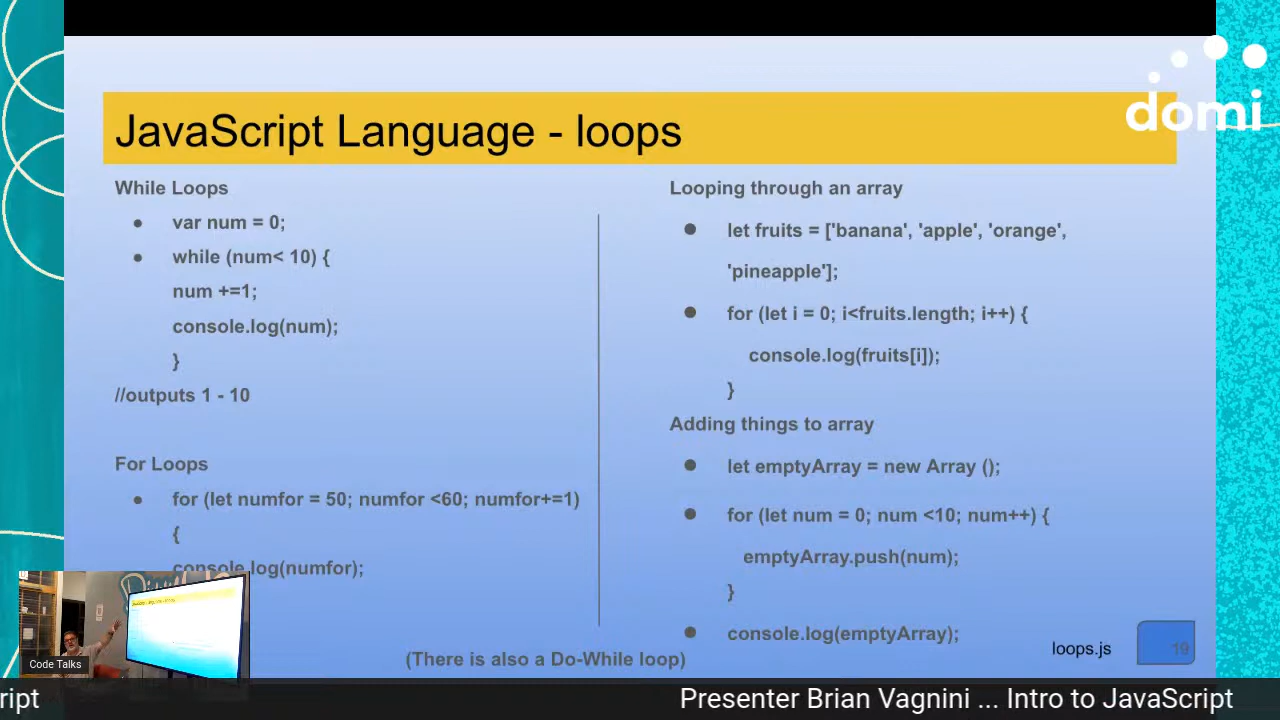 JavaScript Language - loops
domi
While Loops
var num = 0;
while (num< 10) {
num +=1;
console.log(num);
}
//outputs 1 - 10
For Loops
for (let numfor = 50; numfor <60; numfor+=1)
{
console.log(numfor);
(There is also a Do-While loop)
Looping through an array
let fruits = ['banana', 'apple', 'orange',
'pineapple'];
for (let i = 0; i<fruits.length; i++) {
console.log(fruits[i]);
}
Adding things to array
let emptyArray = new Array ();
for (let num = 0; num <10; num++) {
emptyArray.push(num);
}
console.log(emptyArray);
loops.js
19
Code Talks
ript
Presenter Brian Vagnini ... Intro to JavaScript